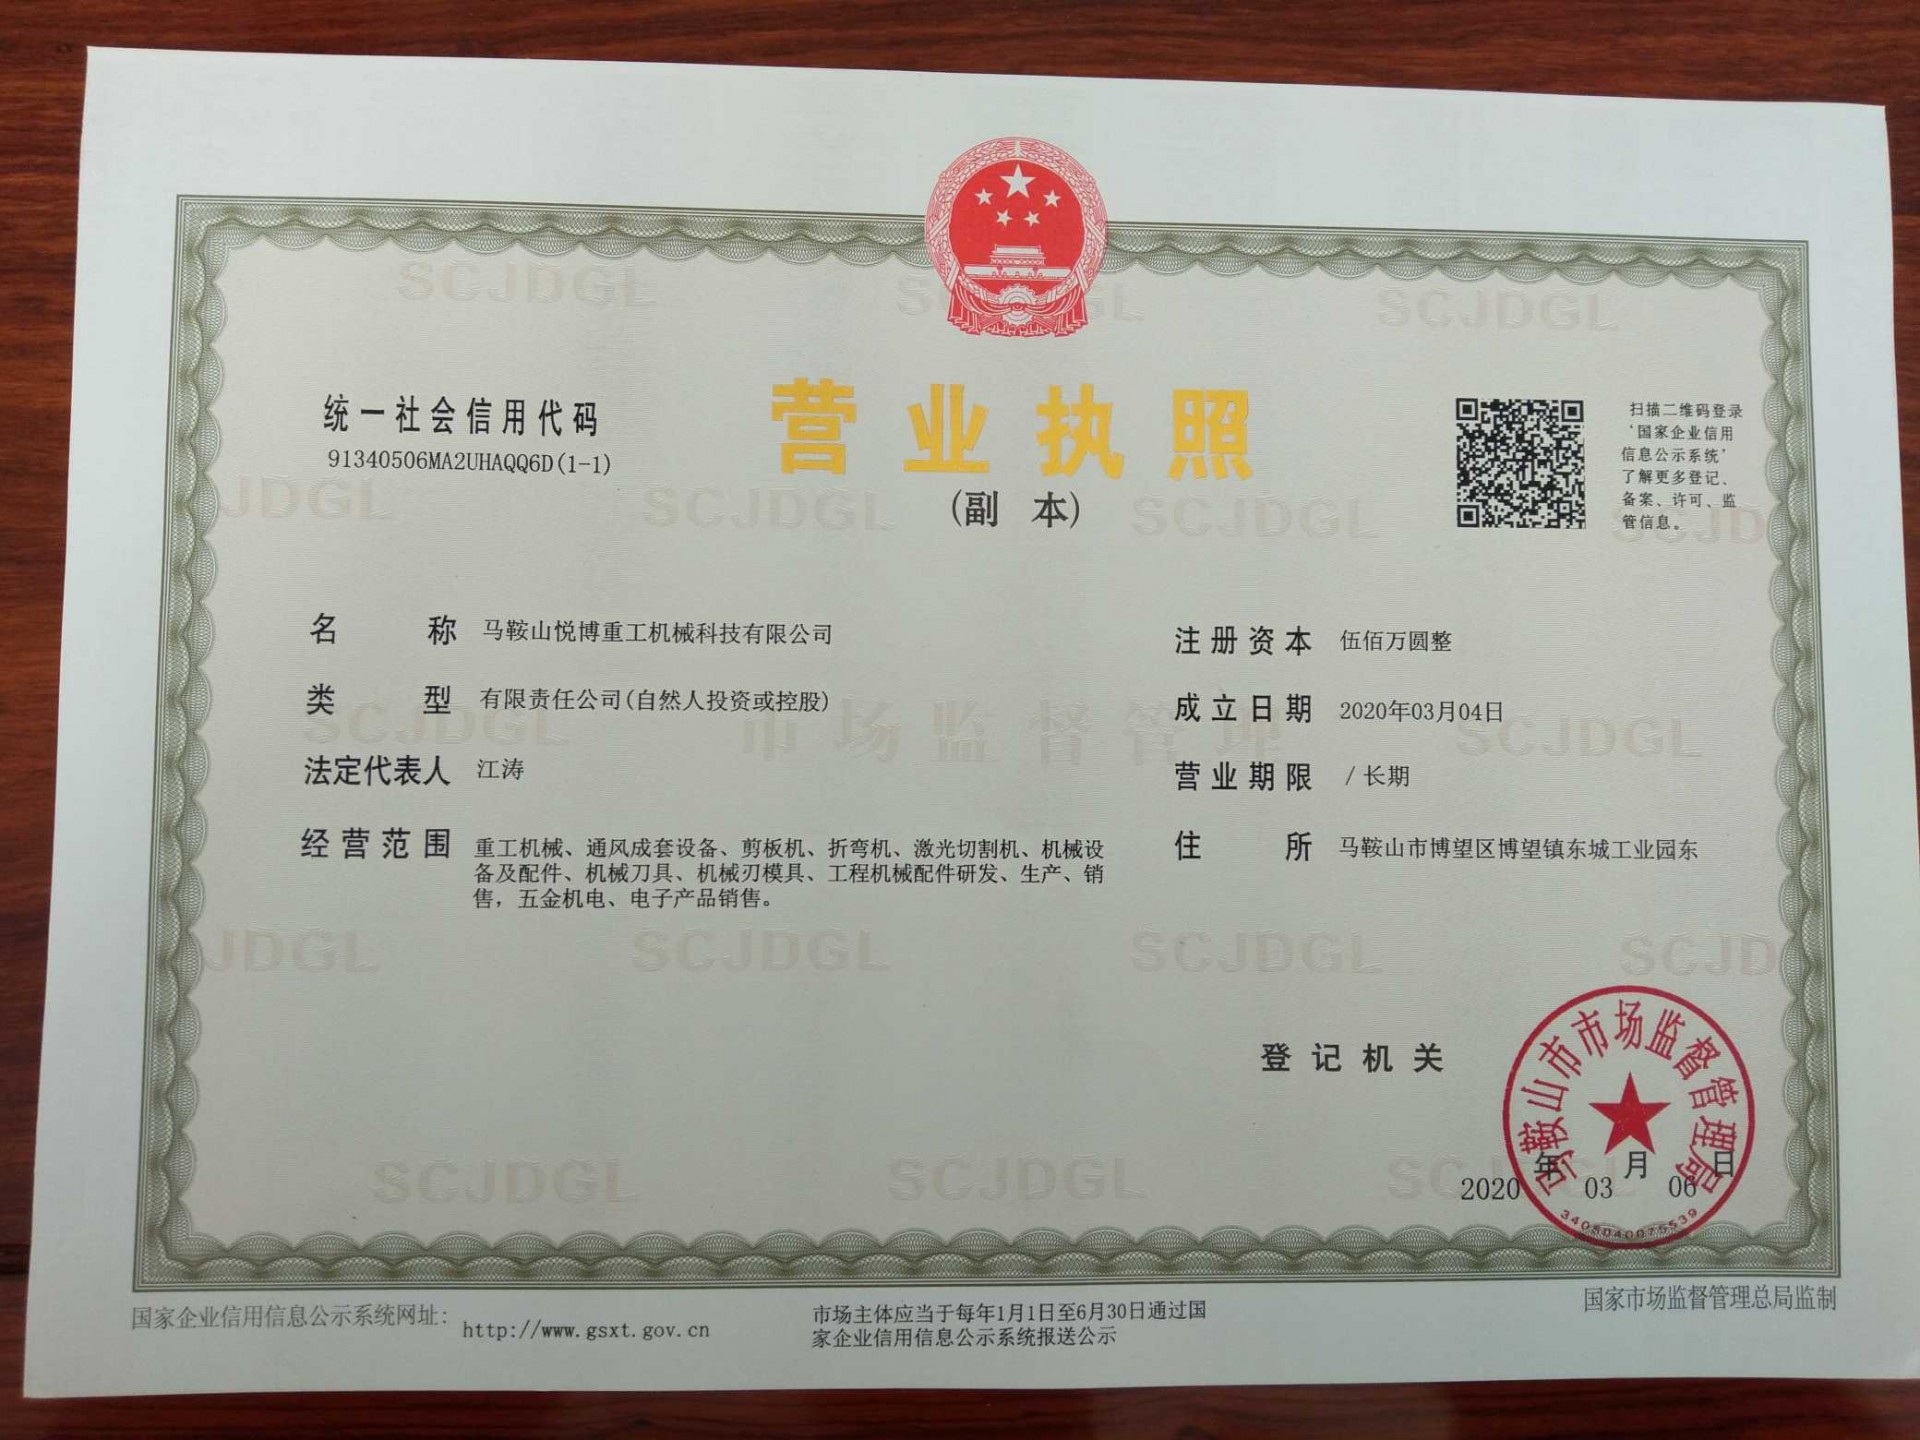 统一社会信用代码
91340506MA2UHAQQ6D(1-1)
营业执照
(副 本)
扫描二维码登录
‘国家企业信用
信息公示系统’
了解更多登记、
备案、许可、监
管信息。
名 称 马鞍山悦博重工机械科技有限公司
类 型 有限责任公司(自然人投资或控股)
法定代表人 江涛
经营范围 重工机械、通风成套设备、剪板机、折弯机、激光切割机、机械设
备及配件、机械刀具、机械刃模具、工程机械配件研发、生产、销
售，五金机电、电子产品销售。
注册资本 伍佰万圆整
成立日期 2020年03月04日
营业期限 / 长期
住 所 马鞍山市博望区博望镇东城工业园东
登记机关
马鞍山市市场监督管理局
3405040075539
2020 年 03 月 06 日
国家企业信用信息公示系统网址： http://www.gsxt.gov.cn
市场主体应当于每年1月1日至6月30日通过国
家企业信用信息公示系统报送公示
国家市场监督管理总局监制
SCJDGL
市场监督管理